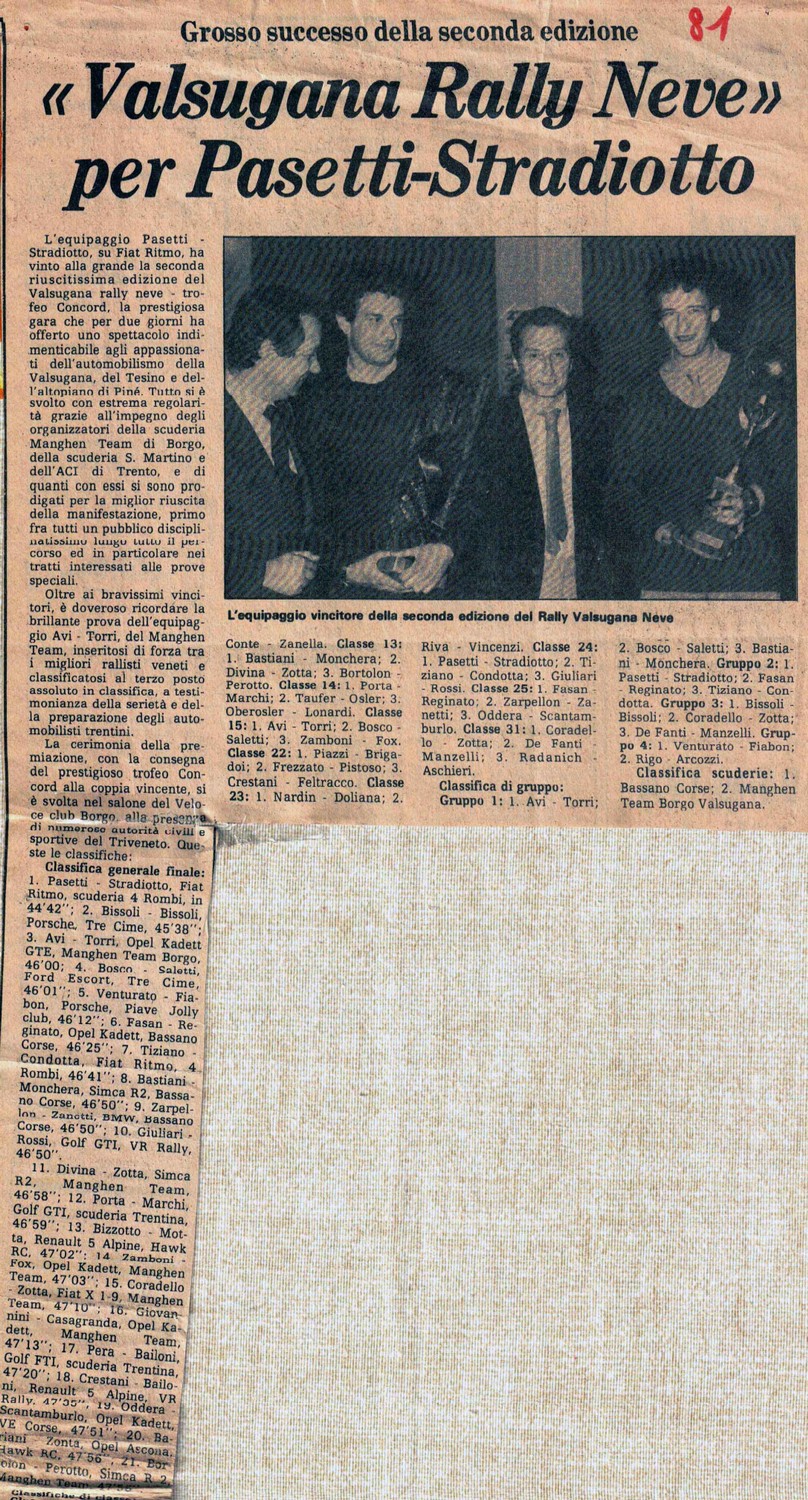 Grosso successo della seconda edizione
81
«Valsugana Rally Neve»
per Pasetti-Stradiotto
L'equipaggio Pasetti -
Stradiotto, su Fiat Ritmo, ha
vinto alla grande la seconda
riuscitissima edizione del
Valsugana rally neve - tro-
feo Concord, la prestigiosa
gara che per due giorni ha
offerto uno spettacolo indi-
menticabile agli appassiona-
ti dell'automobilismo della
Valsugana, del Tesino e del-
l'altopiano di Piné. Tutto si è
svolto con estrema regolari-
tà grazie all'impegno degli
organizzatori della scuderia
Manghen Team di Borgo,
della scuderia S. Martino e
dell'ACI di Trento, e di
quanti con essi si sono pro-
digati per la miglior riuscita
della manifestazione, primo
fra tutti un pubblico discipli-
natissimo lungo tutto il per-
corso ed in particolare nei
tratti interessati alle prove
speciali.
Oltre ai bravissimi vinci-
tori, è doveroso ricordare la
brillante prova dell'equipag-
gio Avi - Torri, del Manghen
Team, inseritosi di forza tra
i migliori rallisti veneti e
classificatosi al terzo posto
assoluto in classifica, a testi-
monianza della serietà e del-
la preparazione degli auto-
mobilisti trentini.
La cerimonia della pre-
miazione, con la consegna
del prestigioso trofeo Con-
cord alla coppia vincente, si
è svolta nel salone del Velo-
ce club Borgo, alla presenza
di numerose autorità civili e
sportive del Triveneto. Que-
ste le classifiche:
Classifica generale finale:
1. Pasetti - Stradiotto, Fiat
Ritmo, scuderia 4 Rombi, in
44'42''; 2. Bissoli - Bissoli,
Porsche, Tre Cime, 45'38'';
3. Avi - Torri, Opel Kadett
GTE, Manghen Team Borgo,
46'00; 4. Bosco - Saletti,
Ford Escort, Tre Cime,
46'01''; 5. Venturato - Fia-
bon, Porsche, Piave Jolly
club, 46'12''; 6. Fasan - Re-
ginato, Opel Kadett, Bassano
Corse, 46'25''; 7. Tiziano -
Condotta, Fiat Ritmo, 4
Rombi, 46'41''; 8. Bastiani -
Monchera, Simca R2, Bassa-
no Corse, 46'50''; 9. Zarpel-
lon - Zanotti, BMW, Bassano
Corse, 46'50''; 10. Giuliari -
Rossi, Golf GTI, VR Rally,
46'50''.
11. Divina - Zotta, Simca
R2, Manghen Team,
46'58''; 12. Porta - Marchi,
Golf GTI, scuderia Trentina,
46'59''; 13. Bizzotto - Mot-
ta, Renault 5 Alpine, Hawk
RC, 47'02''; 14. Zamboni -
Fox, Opel Kadett, Manghen
Team, 47'03''; 15. Coradello
- Zotta, Fiat X 1-9, Manghen
Team, 47'10''; 16. Giovan-
nini - Casagranda, Opel Ka-
dett, Manghen Team,
47'13''; 17. Pera - Bailoni,
Golf FTI, scuderia Trentina,
47'20''; 18. Crestani - Bailo-
ni, Renault 5 Alpine, VR
Rally, 47'35'', 19. Oddera -
Scantamburlo, Opel Kadett,
VE Corse, 47'51''; 20. Ba-
riani - Zonta, Opel Ascona,
Hawk RC, 47'56'', 21. Bor-
tolon - Perotto, Simca R 2,
Manghen Team
Classifiche di classe
L'equipaggio vincitore della seconda edizione del Rally Valsugana Neve
Conte - Zanella. Classe 13:
1. Bastiani - Monchera; 2.
Divina - Zotta; 3. Bortolon -
Perotto. Classe 14: 1. Porta -
Marchi; 2. Taufer - Osler; 3.
Oberosler - Lonardi. Classe
15: 1. Avi - Torri; 2. Bosco -
Saletti; 3. Zamboni - Fox.
Classe 22: 1. Piazzi - Briga-
doi; 2. Frezzato - Pistoso; 3.
Crestani - Feltracco. Classe
23: 1. Nardin - Doliana; 2.
Riva - Vincenzi. Classe 24:
1. Pasetti - Stradiotto; 2. Ti-
ziano - Condotta; 3. Giuliari
- Rossi. Classe 25: 1. Fasan -
Reginato; 2. Zarpellon - Za-
netti; 3. Oddera - Scantam-
burlo. Classe 31: 1. Coradel-
lo - Zotta; 2. De Fanti -
Manzelli; 3. Radanich -
Aschieri.
Classifica di gruppo:
Gruppo 1: 1. Avi - Torri;
2. Bosco - Saletti; 3. Bastia-
ni - Monchera. Gruppo 2: 1.
Pasetti - Stradiotto; 2. Fasan
- Reginato; 3. Tiziano - Con-
dotta. Gruppo 3: 1. Bissoli -
Bissoli; 2. Coradello - Zotta;
3. De Fanti - Manzelli. Grup-
po 4: 1. Venturato - Fiabon;
2. Rigo - Arcozzi.
Classifica scuderie: 1.
Bassano Corse; 2. Manghen
Team Borgo Valsugana.